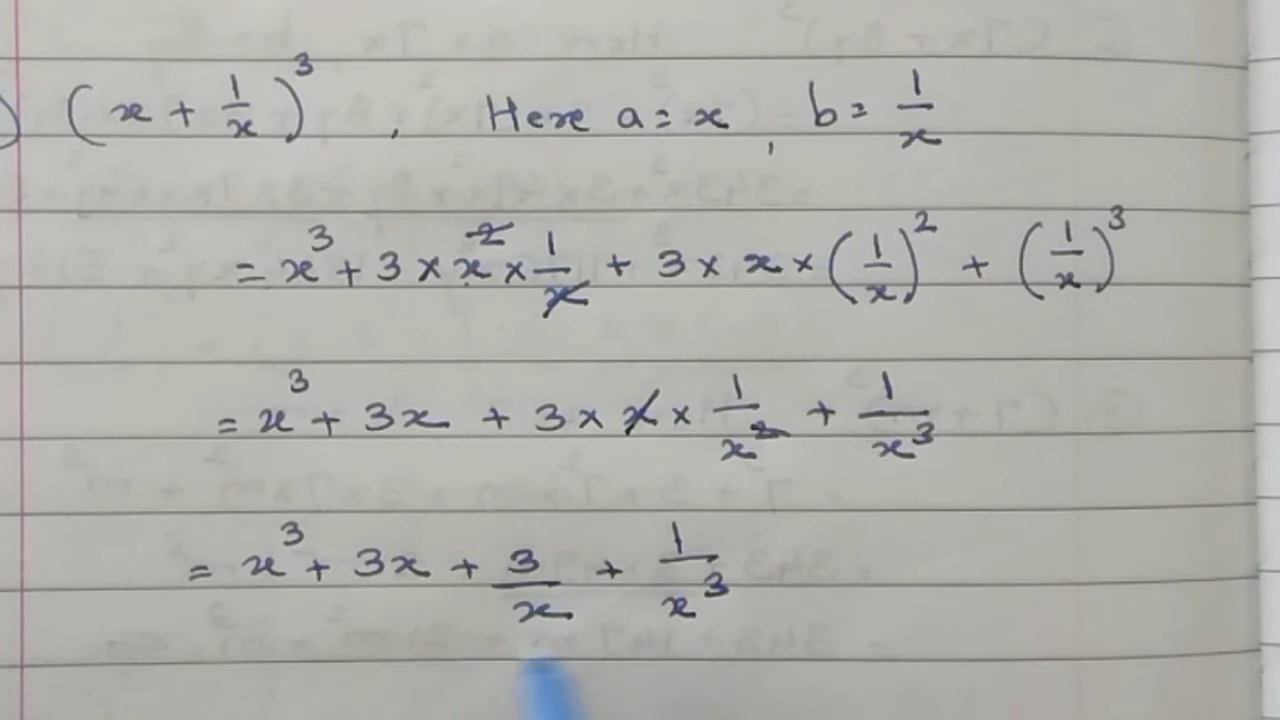 ) (x + 1/x)³ , Here a = x , b = 1/x
= x³ + 3 × x² × 1/x + 3 × x × (1/x)² + (1/x)³
= x³ + 3x + 3 × x × 1/x² + 1/x³
= x³ + 3x + 3/x + 1/x³